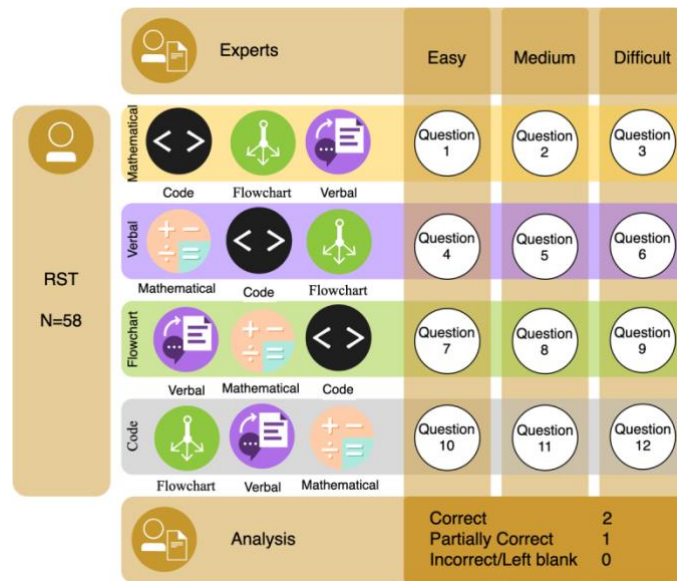 Experts
Easy
Medium
Difficult
RST
N=58
Mathematical
Code
Flowchart
Verbal
Question
1
Question
2
Question
3
Verbal
Mathematical
Code
Flowchart
Question
4
Question
5
Question
6
Flowchart
Verbal
Mathematical
Code
Question
7
Question
8
Question
9
Code
Flowchart
Verbal
Mathematical
Question
10
Question
11
Question
12
Analysis
Correct 2
Partially Correct 1
Incorrect/Left blank 0